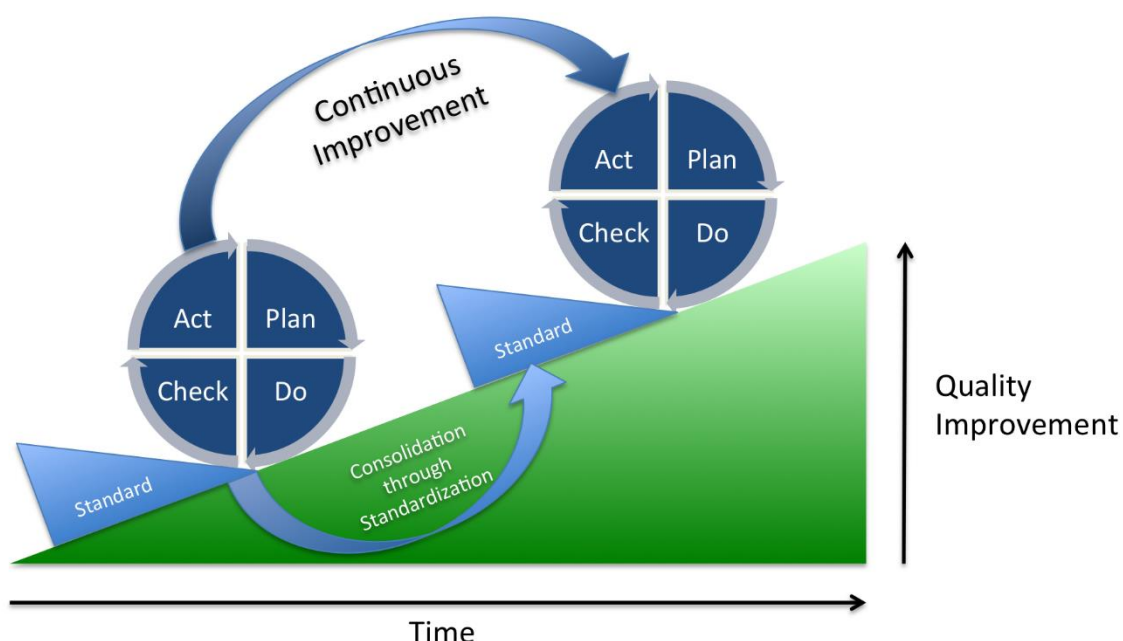 Continuous
Improvement
Act
Plan
Check
Do
Act
Plan
Check
Do
Standard
Standard
Consolidation
through
Standardization
Quality
Improvement
Time